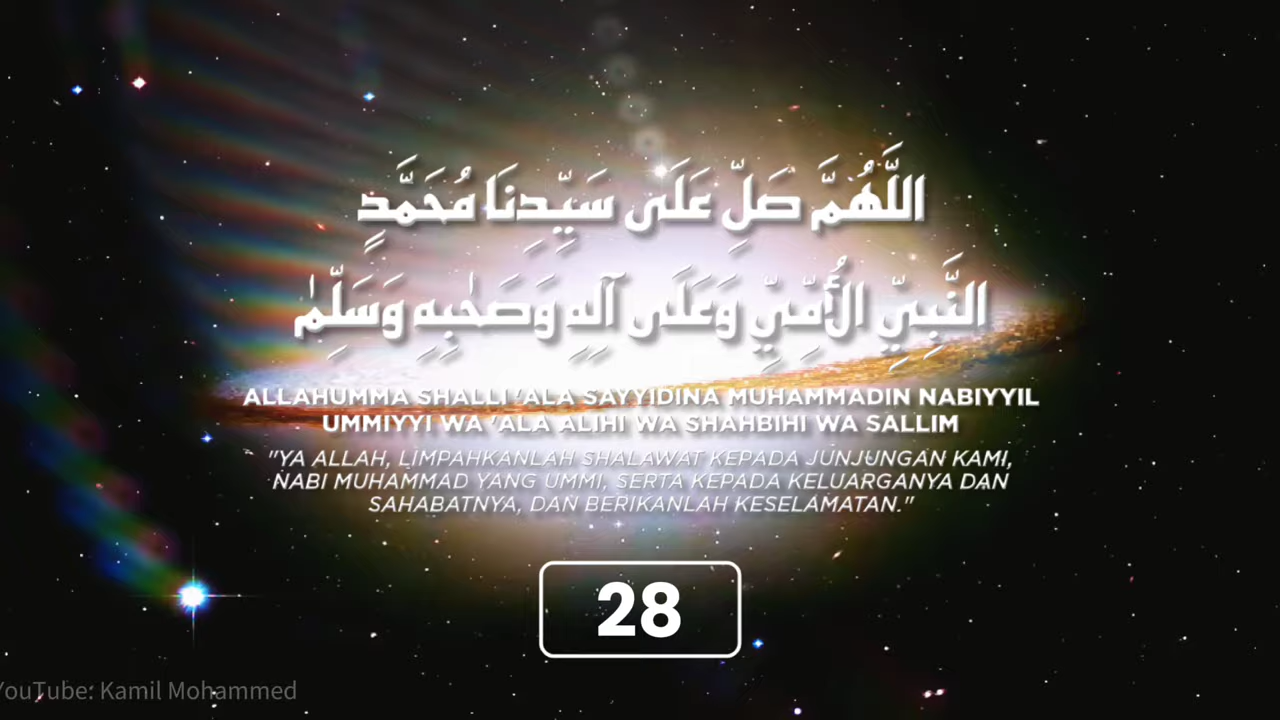 اللَّهُمَّ صَلِّ عَلَى سَيِّدِنَا مُحَمَّدٍ
النَّبِيِّ الأُمِّيِّ وَعَلَى آلِهِ وَصَحْبِهِ وَسَلِّمْ
ALLAHUMMA SHALLI 'ALA SAYYIDINA MUHAMMADIN NABIYYIL
UMMIYYI WA 'ALA ALIHI WA SHAHBIHI WA SALLIM
"YA ALLAH, LIMPAHKANLAH SHALAWAT KEPADA JUNJUNGAN KAMI,
NABI MUHAMMAD YANG UMMI, SERTA KEPADA KELUARGANYA DAN
SAHABATNYA, DAN BERIKANLAH KESELAMATAN."
28
YouTube: Kamil Mohammed